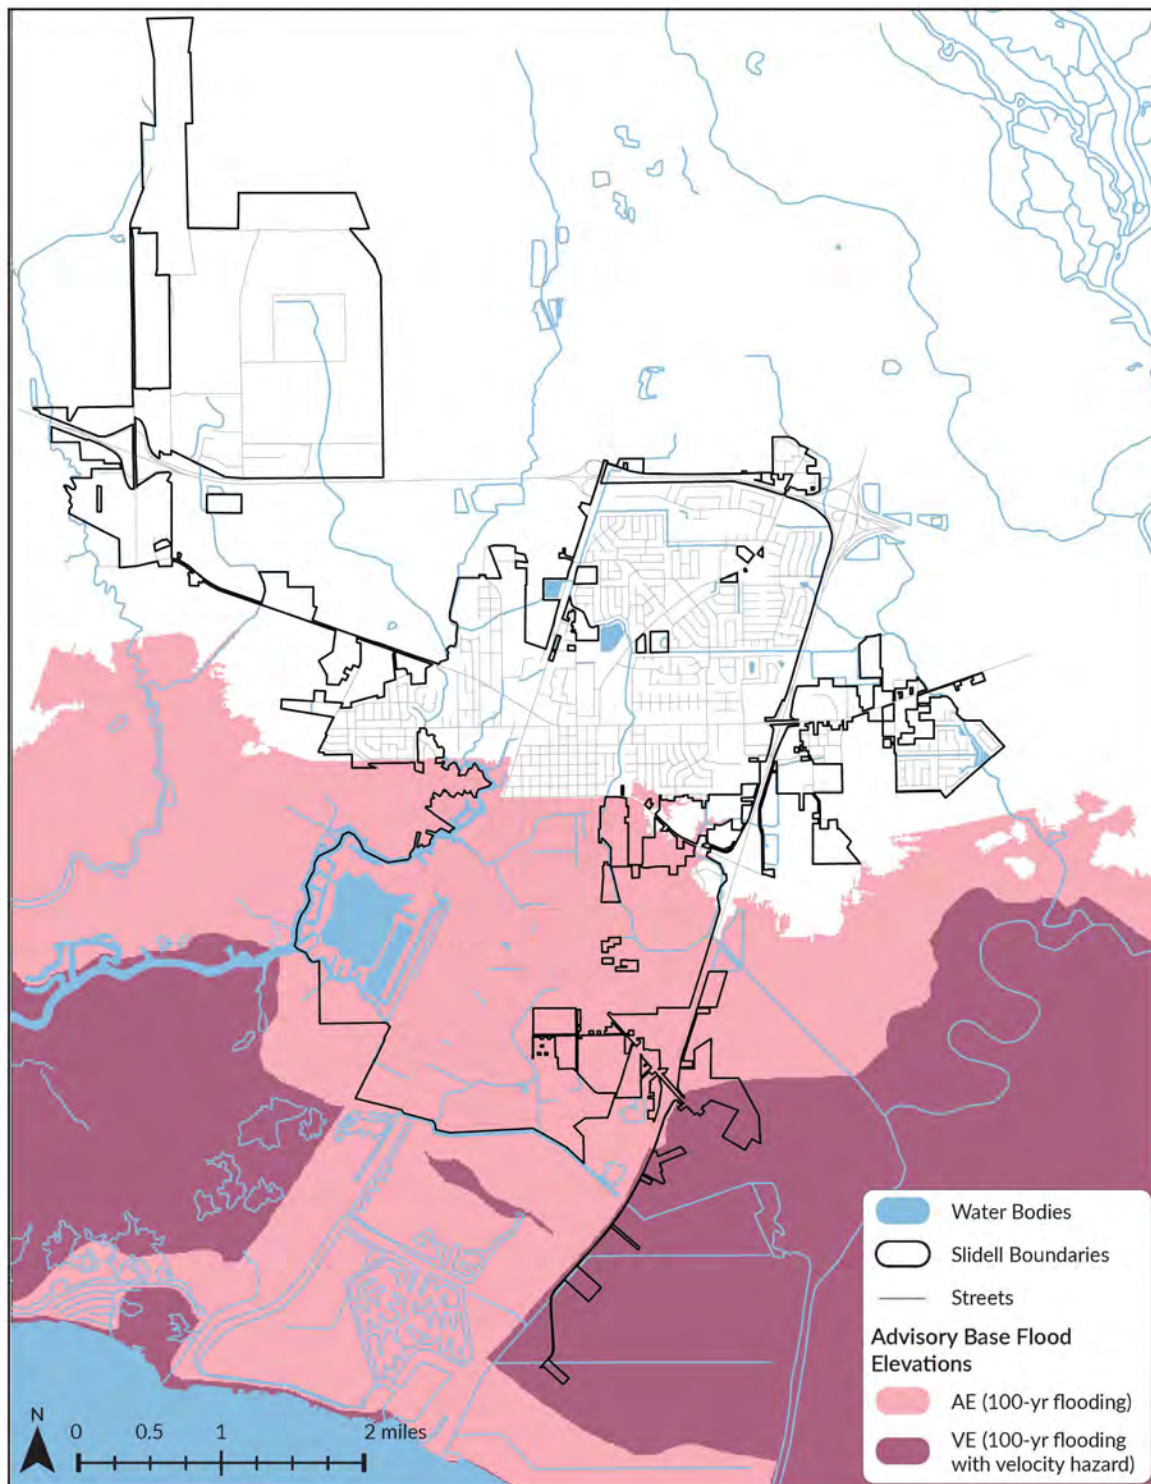 Water Bodies
Slidell Boundaries
Streets
Advisory Base Flood
Elevations
AE (100-yr flooding)
VE (100-yr flooding
with velocity hazard)
N
0 0.5 1 2 miles